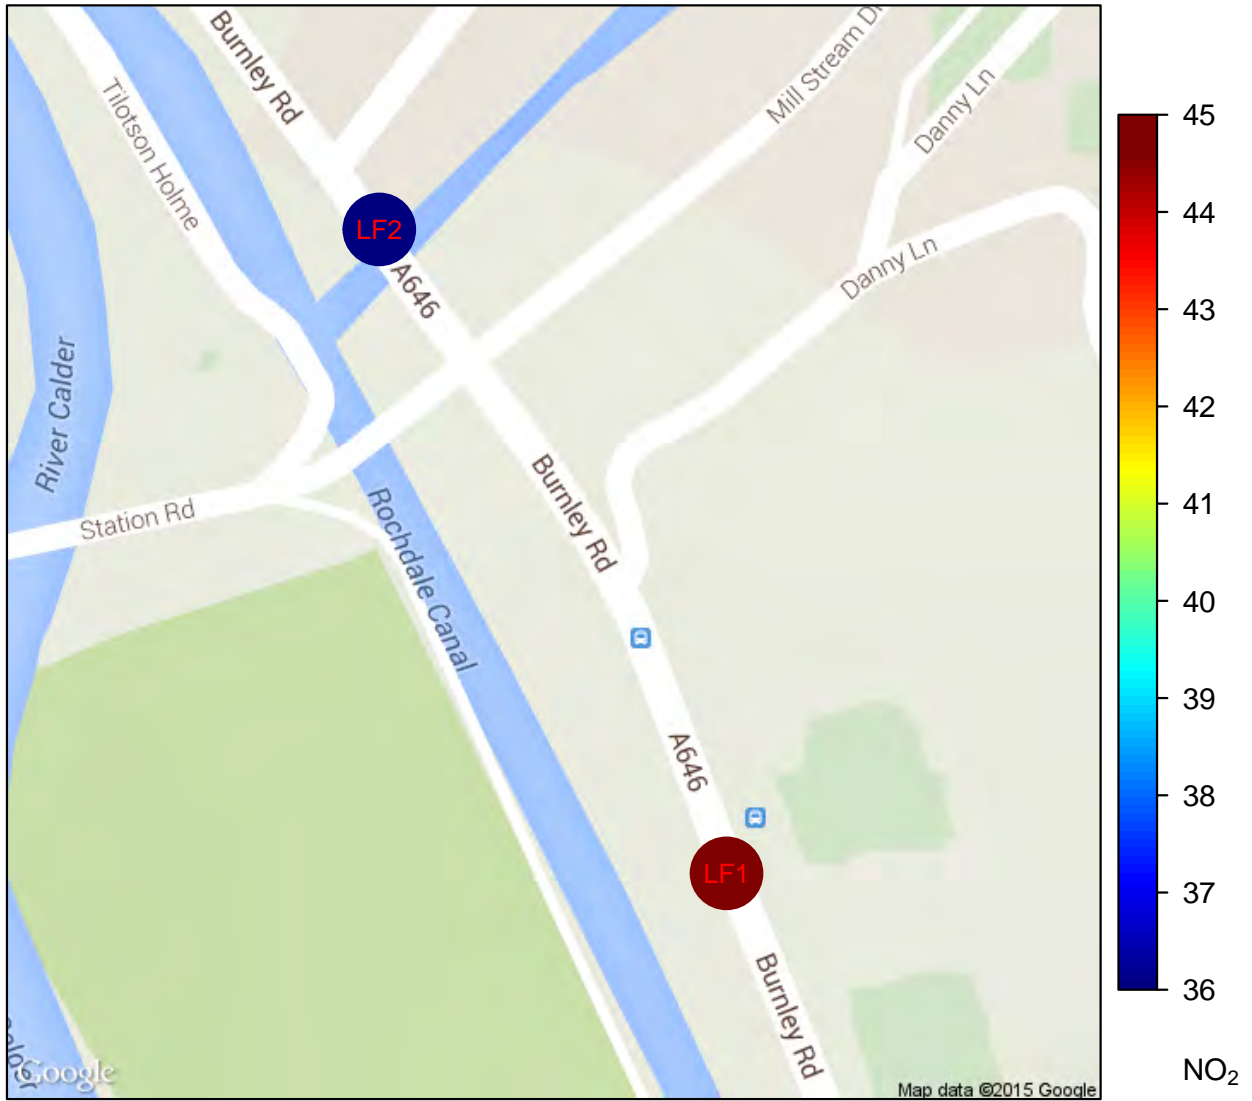 Burnley Rd
Tilotson Holme
Mill Stream Dr
Danny Ln
LF2
A646
Danny Ln
River Calder
Station Rd
Burnley Rd
Rochdale Canal
A646
LF1
Burnley Rd
Google
Map data ©2015 Google
45
44
43
42
41
40
39
38
37
36
NO₂